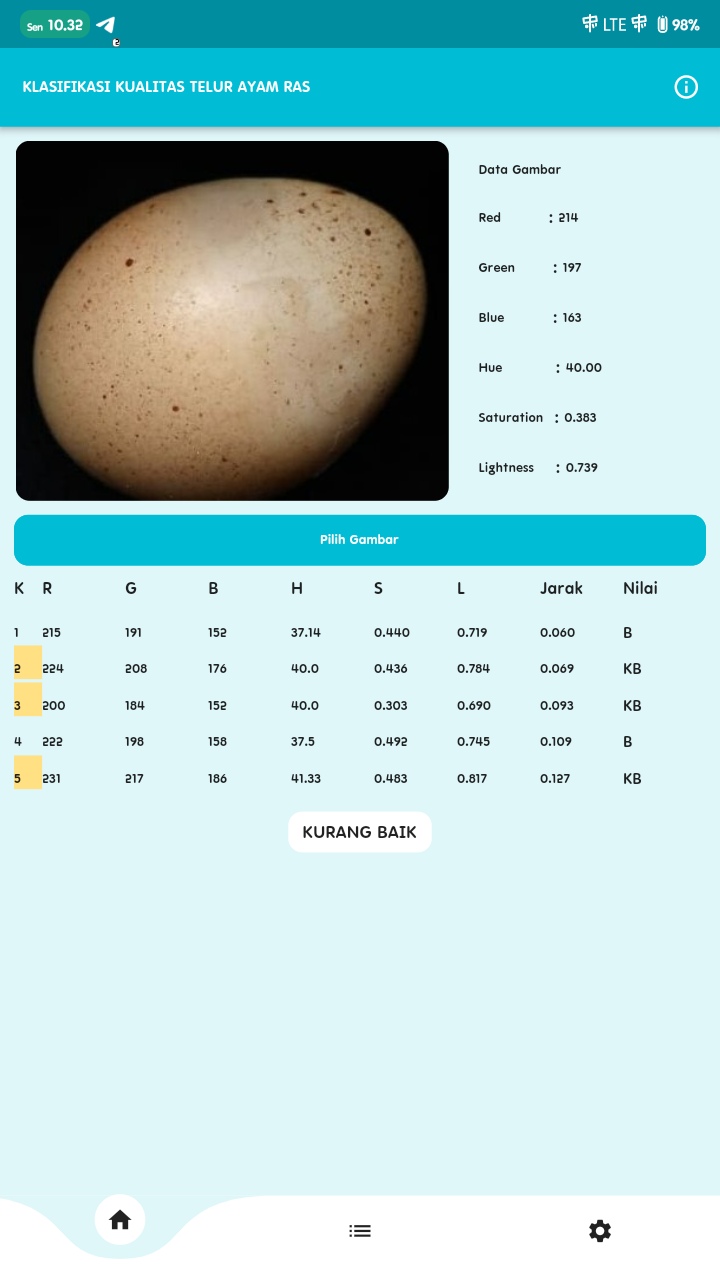 Sen 10.32 LTE 98%
KLASIFIKASI KUALITAS TELUR AYAM RAS
Data Gambar
Red : 214
Green : 197
Blue : 163
Hue : 40.00
Saturation : 0.383
Lightness : 0.739
Pilih Gambar
K R G B H S L Jarak Nilai
1 215 191 152 37.14 0.440 0.719 0.060 B
2 224 208 176 40.0 0.436 0.784 0.069 KB
3 200 184 152 40.0 0.303 0.690 0.093 KB
4 222 198 158 37.5 0.492 0.745 0.109 B
5 231 217 186 41.33 0.483 0.817 0.127 KB
KURANG BAIK